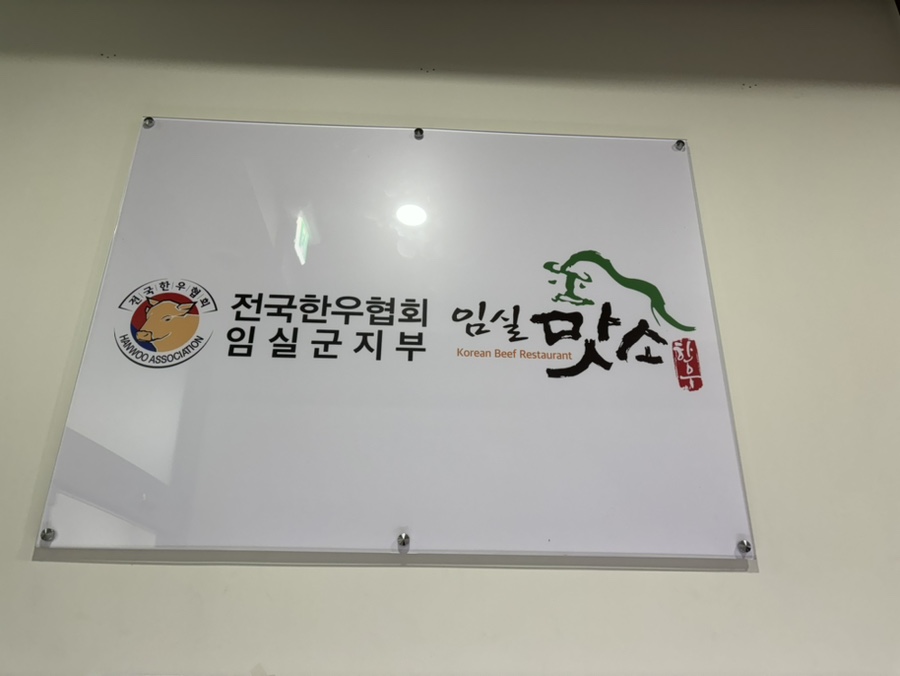 전국한우협회
HANWOO ASSOCIATION
전국한우협회
임실군지부
임실 맛소
Korean Beef Restaurant
한우